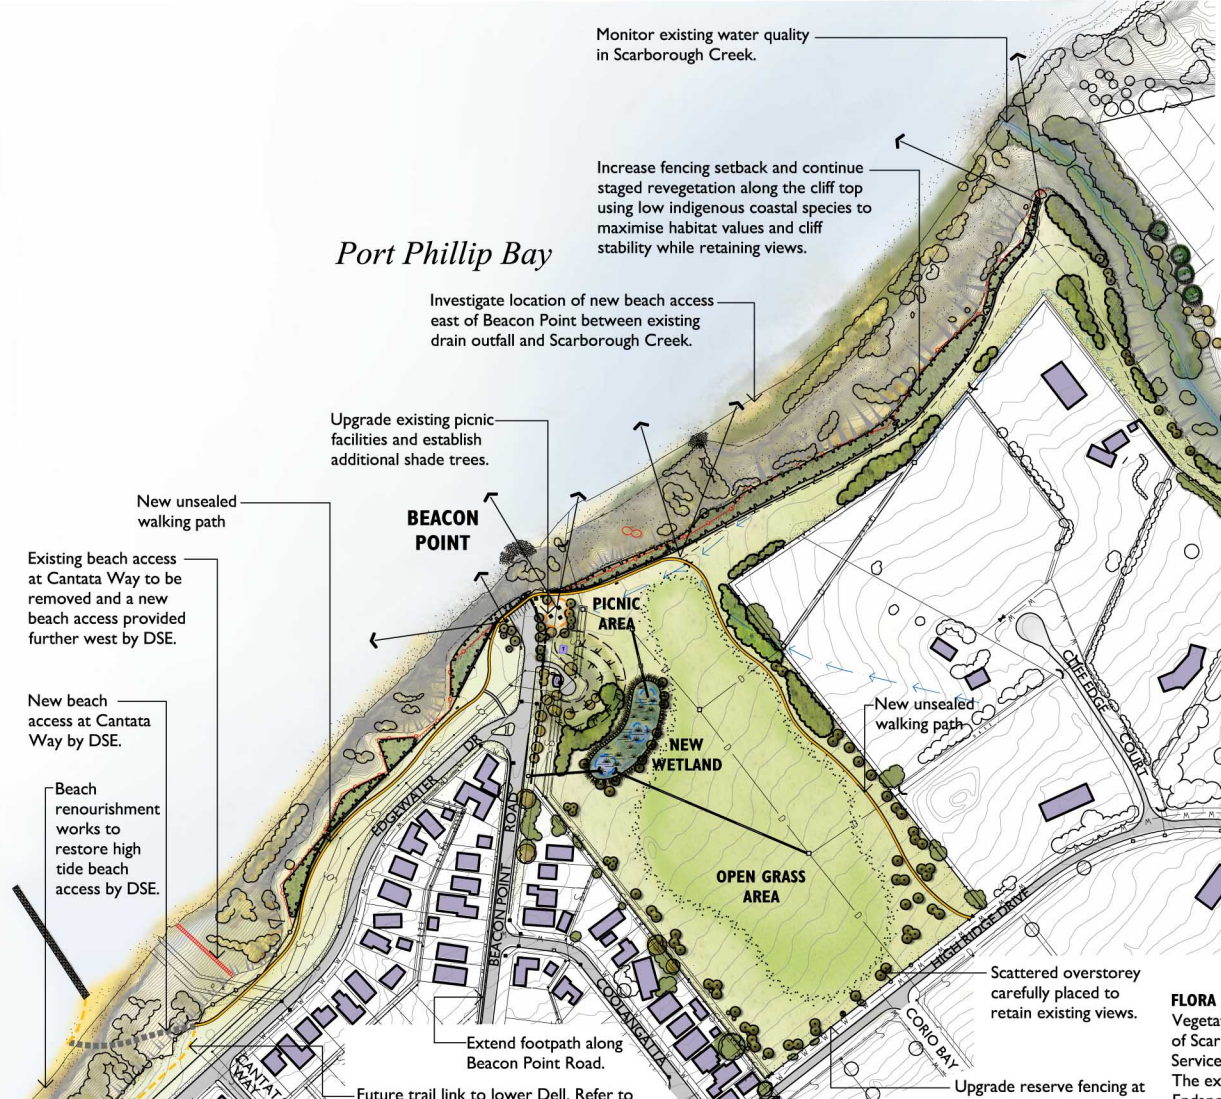 Monitor existing water quality
in Scarborough Creek.
Increase fencing setback and continue
staged revegetation along the cliff top
using low indigenous coastal species to
maximise habitat values and cliff
stability while retaining views.
Port Phillip Bay
Investigate location of new beach access
east of Beacon Point between existing
drain outfall and Scarborough Creek.
Upgrade existing picnic
facilities and establish
additional shade trees.
New unsealed
walking path
BEACON
POINT
Existing beach access
at Cantata Way to be
removed and a new
beach access provided
further west by DSE.
PICNIC
AREA
New beach
access at Cantata
Way by DSE.
New unsealed
walking path
CLIFF EDGE COURT
NEW
WETLAND
EDGEWATER DR
Beach
renourishment
works to
restore high
tide beach
access by DSE.
BEACON POINT ROAD
OPEN GRASS
AREA
HIGH RIDGE DRIVE
Scattered overstorey
carefully placed to
retain existing views.
COOLANGATTA
CORIO BAY
CANTAT
WAY
Extend footpath along
Beacon Point Road.
Future trail link to lower Dell. Refer to
Upgrade reserve fencing at
FLORA
Vegeta
of Scar
Service
The ex